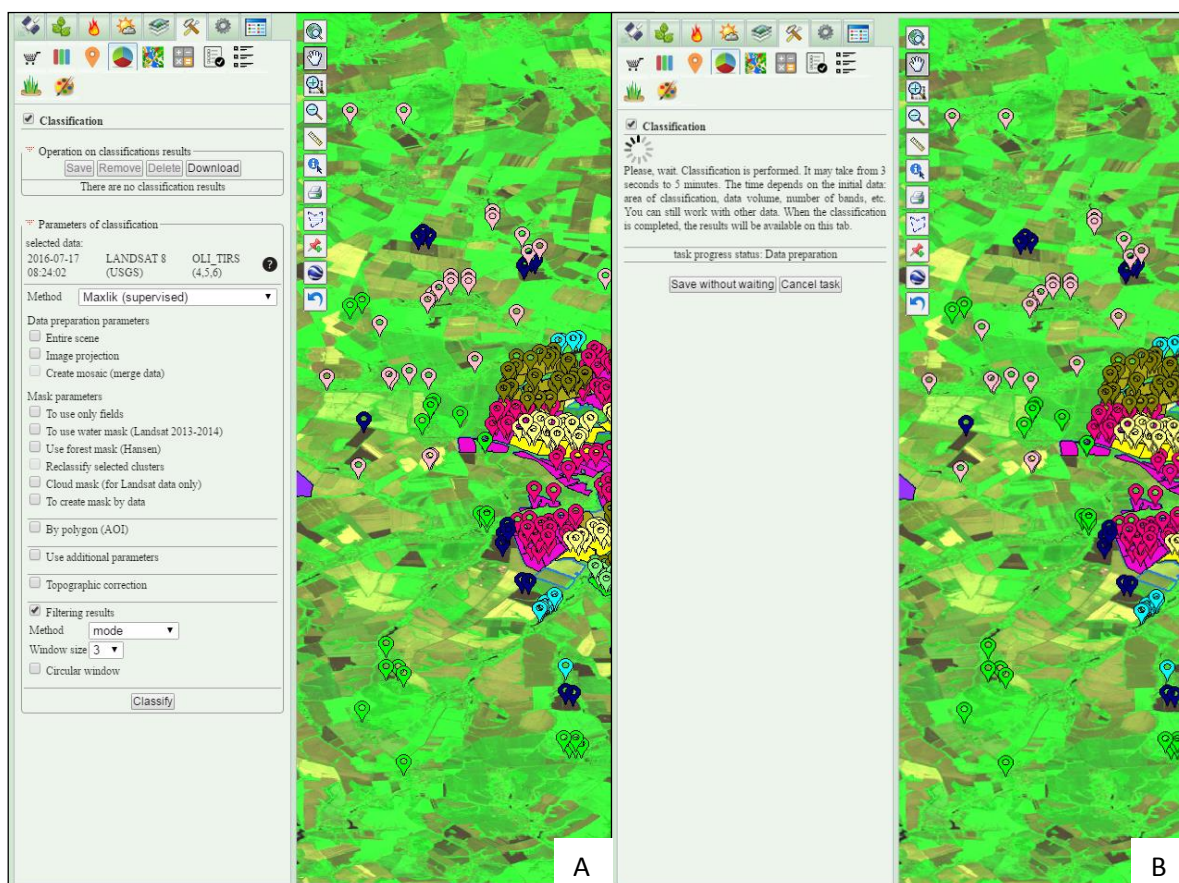 Classification
Operation on classifications results
Save Remove Delete Download
There are no classification results
Parameters of classification
selected data:
2016-07-17 LANDSAT 8 OLI_TIRS
08:24:02 (USGS) (4,5,6) ?
Method Maxlik (supervised)
Data preparation parameters
Entire scene
Image projection
Create mosaic (merge data)
Mask parameters
To use only fields
To use water mask (Landsat 2013-2014)
Use forest mask (Hansen)
Reclassify selected clusters
Cloud mask (for Landsat data only)
To create mask by data
By polygon (AOI)
Use additional parameters
Topographic correction
Filtering results
Method mode
Window size 3
Circular window
Classify
A
Classification
Please, wait. Classification is performed. It may take from 3
seconds to 5 minutes. The time depends on the initial data:
area of classification, data volume, number of bands, etc.
You can still work with other data. When the classification
is completed, the results will be available on this tab.
task progress status: Data preparation
Save without waiting Cancel task
B